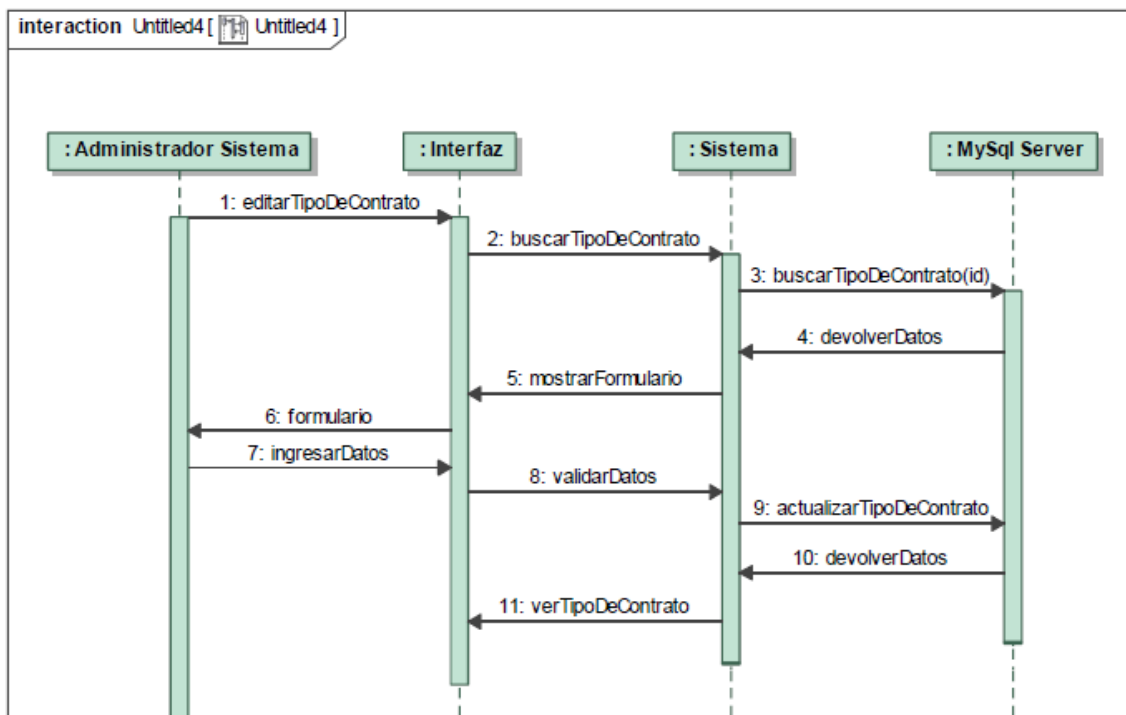 interaction Untitled4 [ Untitled4 ]
: Administrador Sistema
: Interfaz
: Sistema
: MySql Server
1: editarTipoDeContrato
2: buscarTipoDeContrato
3: buscarTipoDeContrato(id)
4: devolverDatos
5: mostrarFormulario
6: formulario
7: ingresarDatos
8: validarDatos
9: actualizarTipoDeContrato
10: devolverDatos
11: verTipoDeContrato